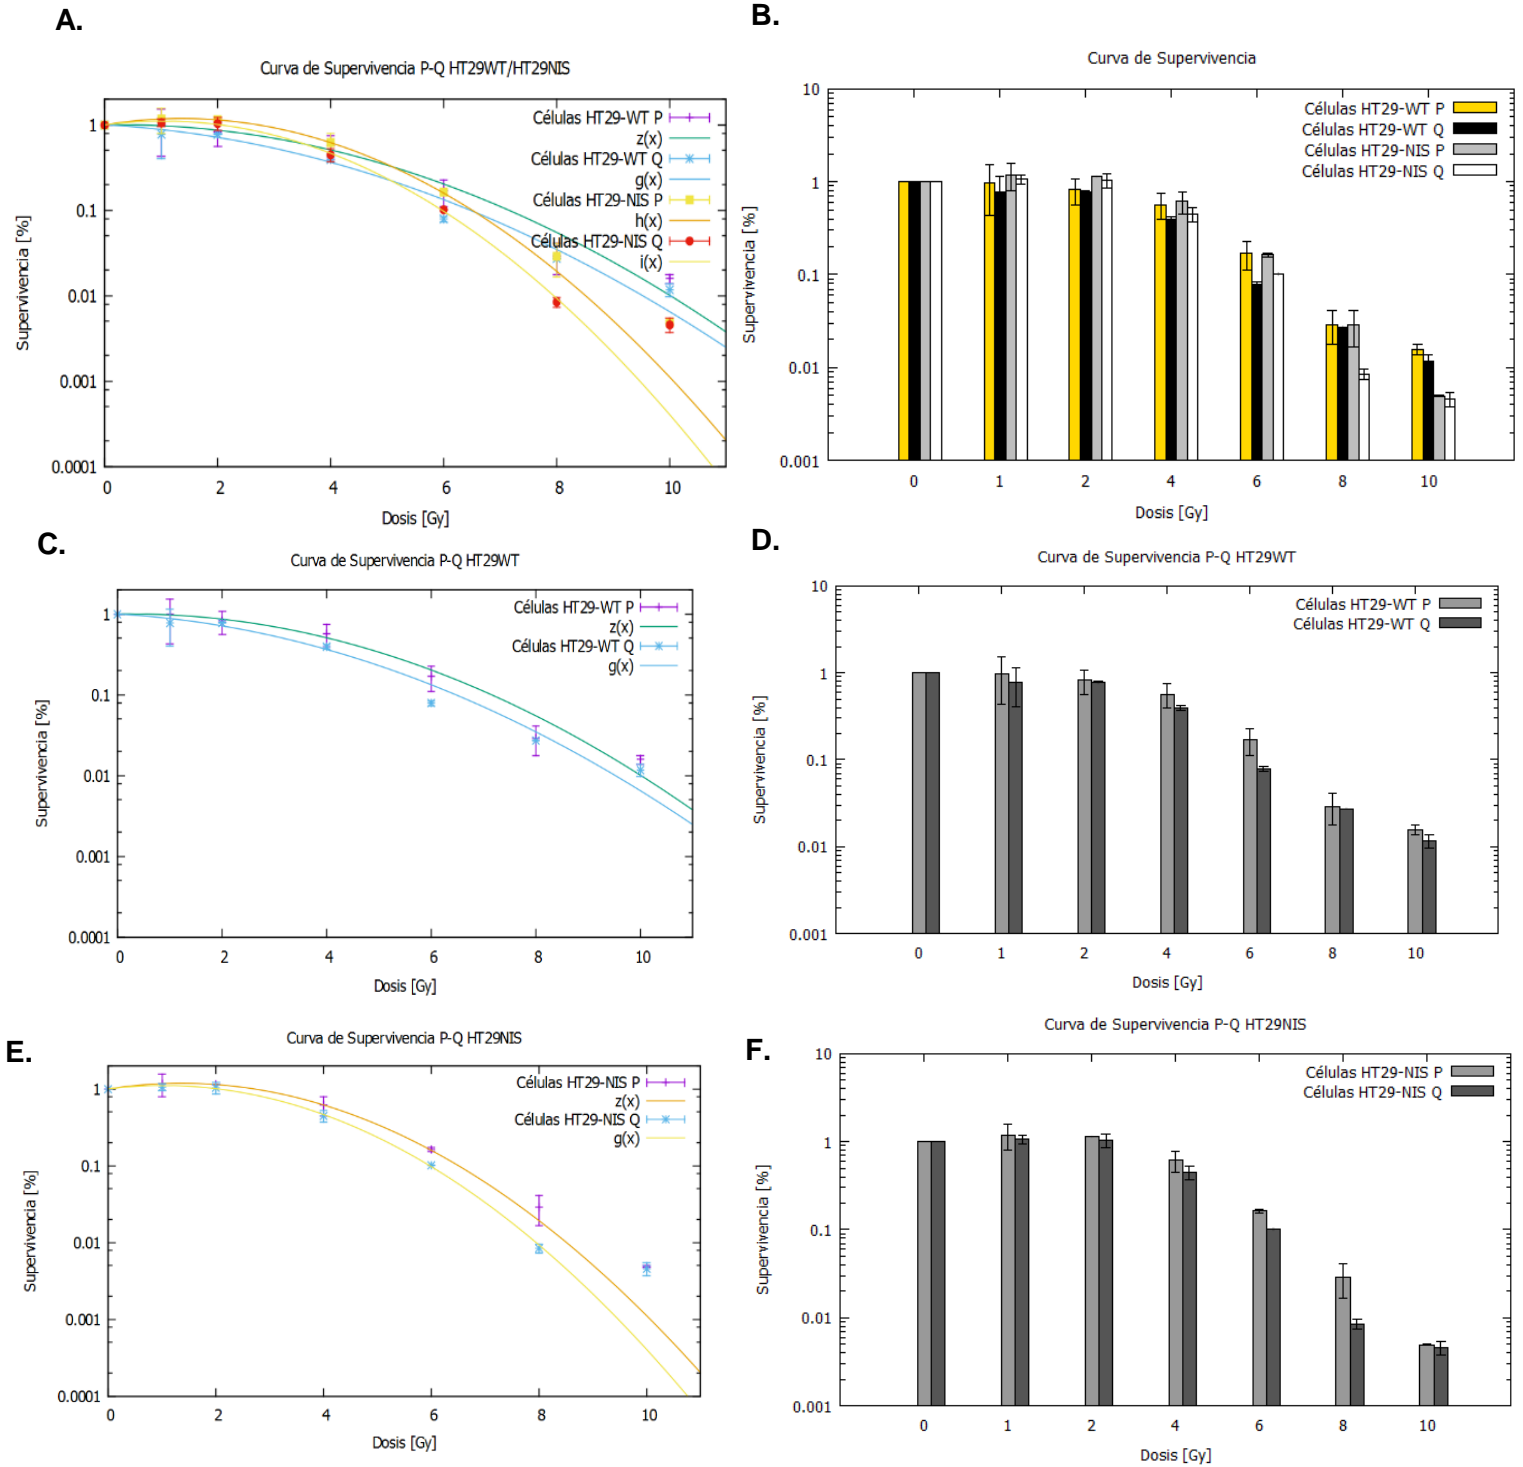 A.
Curva de Supervivencia P-Q HT29WT/HT29NIS
Células HT29-WT P
z(x)
Células HT29-WT Q
g(x)
Células HT29-NIS P
h(x)
Células HT29-NIS Q
i(x)
Supervivencia [%]
1
0.1
0.01
0.001
0.0001
0 2 4 6 8 10
Dosis [Gy]
B.
Curva de Supervivencia
Células HT29-WT P
Células HT29-WT Q
Células HT29-NIS P
Células HT29-NIS Q
Supervivencia [%]
10
1
0.1
0.01
0.001
0 1 2 4 6 8 10
Dosis [Gy]
C.
Curva de Supervivencia P-Q HT29WT
Células HT29-WT P
z(x)
Células HT29-WT Q
g(x)
Supervivencia [%]
1
0.1
0.01
0.001
0.0001
0 2 4 6 8 10
Dosis [Gy]
D.
Curva de Supervivencia P-Q HT29WT
Células HT29-WT P
Células HT29-WT Q
Supervivencia [%]
10
1
0.1
0.01
0.001
0 1 2 4 6 8 10
Dosis [Gy]
E.
Curva de Supervivencia P-Q HT29NIS
Células HT29-NIS P
z(x)
Células HT29-NIS Q
g(x)
Supervivencia [%]
1
0.1
0.01
0.001
0.0001
0 2 4 6 8 10
Dosis [Gy]
F.
Curva de Supervivencia P-Q HT29NIS
Células HT29-NIS P
Células HT29-NIS Q
Supervivencia [%]
10
1
0.1
0.01
0.001
0 1 2 4 6 8 10
Dosis [Gy]